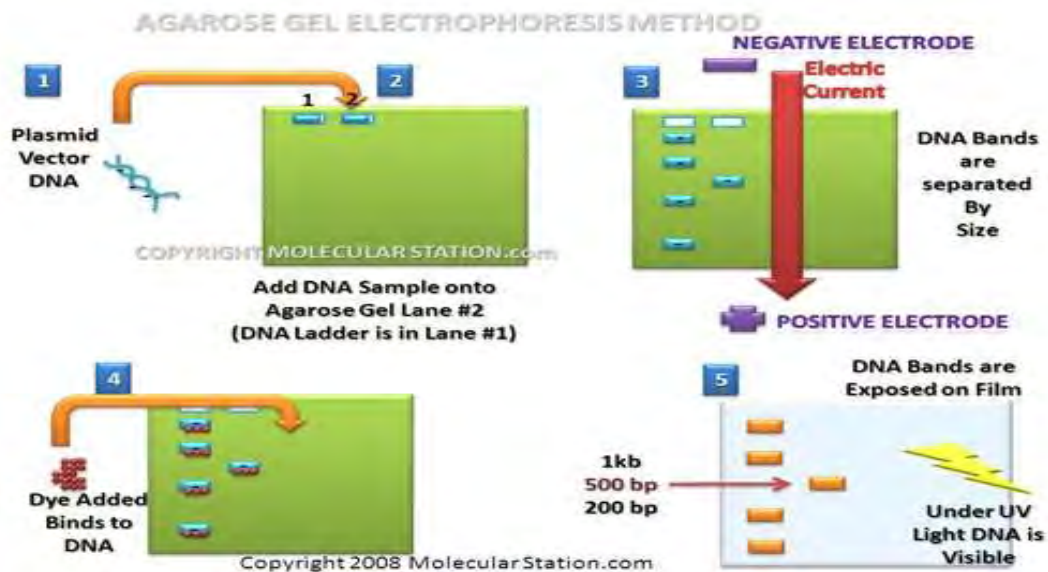 AGAROSE GEL ELECTROPHORESIS METHOD
1
Plasmid
Vector
DNA
2
1 2
COPYRIGHT MOLECULAR STATION.com
Add DNA Sample onto
Agarose Gel Lane #2
(DNA Ladder is in Lane #1)
3
NEGATIVE ELECTRODE
Electric
Current
DNA Bands
are
separated
By
Size
POSITIVE ELECTRODE
4
Dye Added
Binds to
DNA
5
DNA Bands are
Exposed on Film
1kb
500 bp
200 bp
Under UV
Light DNA is
Visible
Copyright 2008 MolecularStation.com